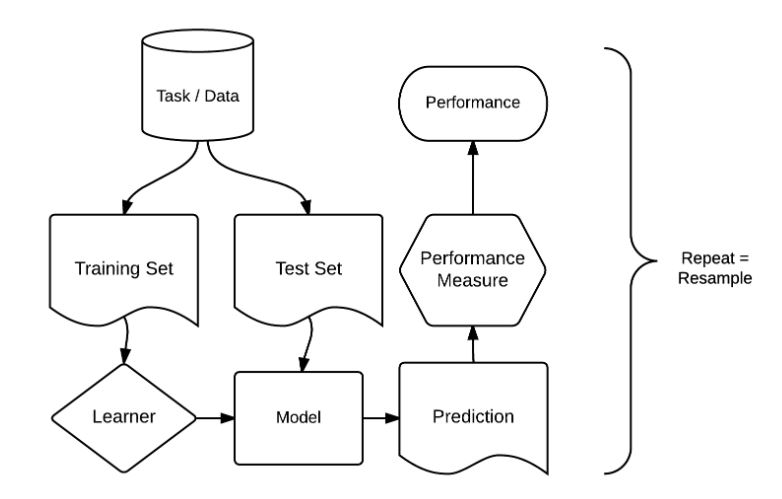 Task / Data
Performance
Training Set
Test Set
Performance
Measure
Repeat =
Resample
Learner
Model
Prediction